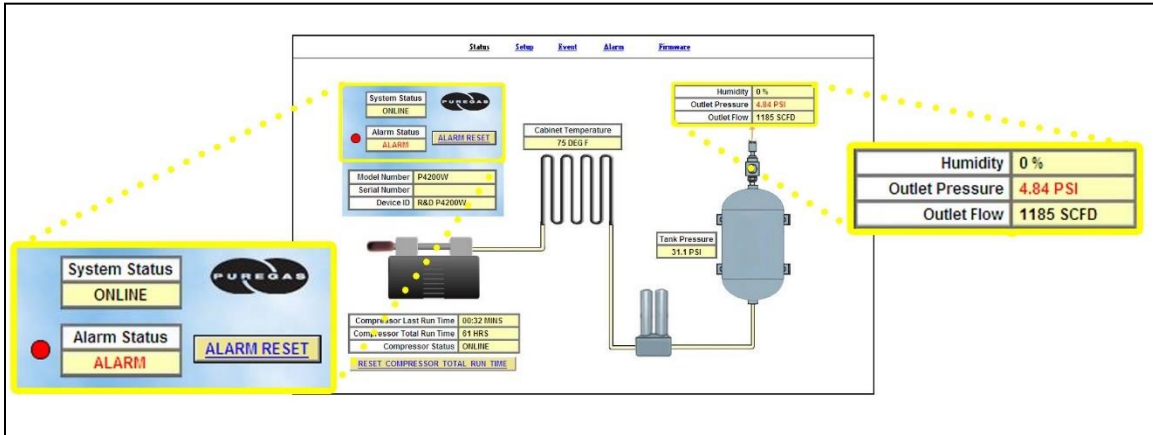 Status Setup Event Alarm Firmware
System Status
ONLINE
PUREGAS
Alarm Status
ALARM
ALARM RESET
Model Number P4200W
Serial Number
Device ID R&D P4200W
Cabinet Temperature
75 DEG F
Humidity 0 %
Outlet Pressure 4.84 PSI
Outlet Flow 1185 SCFD
Tank Pressure
31.1 PSI
Compressor Last Run Time 00:32 MINS
Compressor Total Run Time 61 HRS
Compressor Status ONLINE
RESET COMPRESSOR TOTAL RUN TIME
System Status
ONLINE
PUREGAS
Alarm Status
ALARM
ALARM RESET
Humidity 0 %
Outlet Pressure 4.84 PSI
Outlet Flow 1185 SCFD